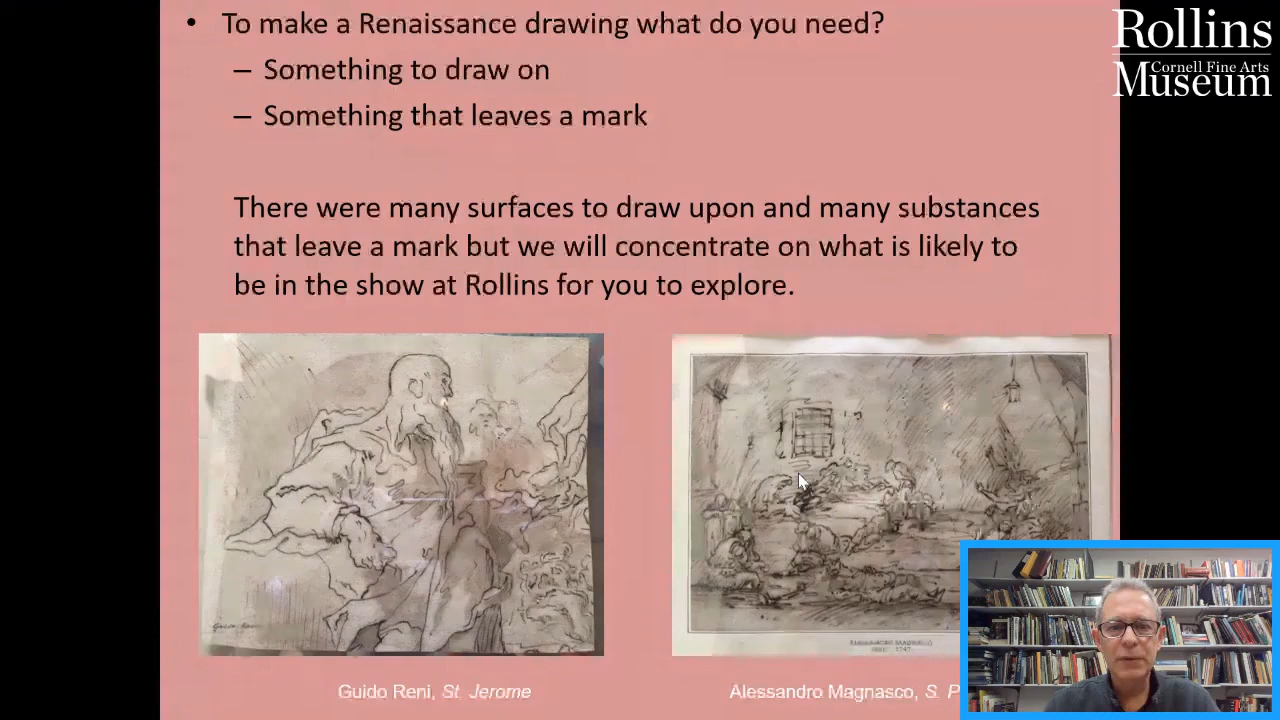 • To make a Renaissance drawing what do you need?
– Something to draw on
– Something that leaves a mark
There were many surfaces to draw upon and many substances
that leave a mark but we will concentrate on what is likely to
be in the show at Rollins for you to explore.
Rollins
Cornell Fine Arts
Museum
Guido Reni, St. Jerome
Alessandro Magnasco, S. P